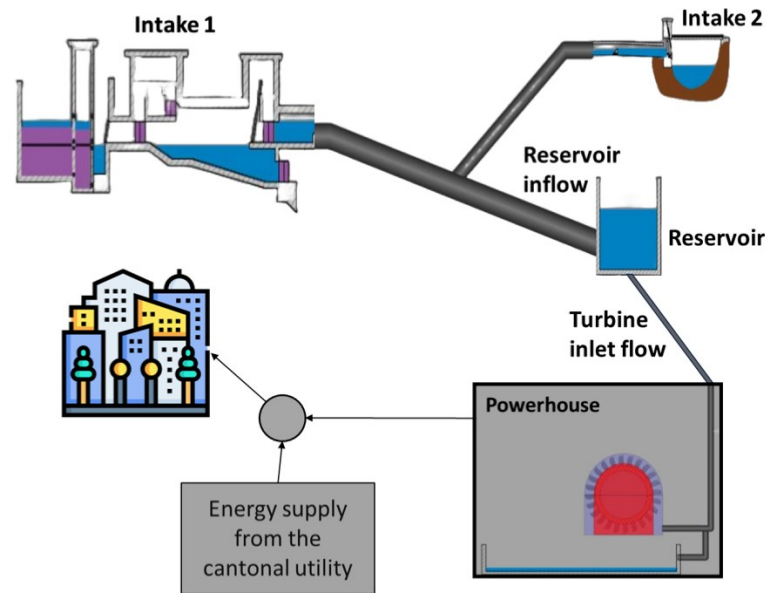 Intake 1
Intake 2
Reservoir
inflow
Reservoir
Turbine
inlet flow
Powerhouse
Energy supply
from the
cantonal utility